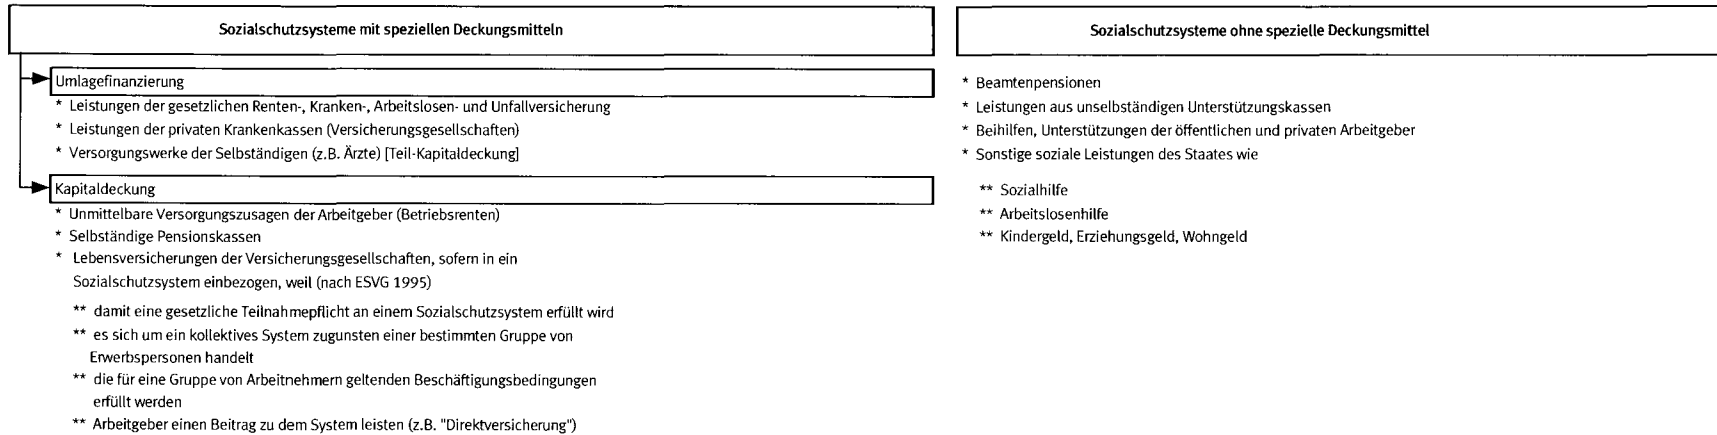 Sozialschutzsysteme mit speziellen Deckungsmitteln
Umlagefinanzierung
* Leistungen der gesetzlichen Renten-, Kranken-, Arbeitslosen- und Unfallversicherung
* Leistungen der privaten Krankenkassen (Versicherungsgesellschaften)
* Versorgungswerke der Selbständigen (z.B. Ärzte) [Teil-Kapitaldeckung]
Kapitaldeckung
* Unmittelbare Versorgungszusagen der Arbeitgeber (Betriebsrenten)
* Selbständige Pensionskassen
* Lebensversicherungen der Versicherungsgesellschaften, sofern in ein
Sozialschutzsystem einbezogen, weil (nach ESVG 1995)
** damit eine gesetzliche Teilnahmepflicht an einem Sozialschutzsystem erfüllt wird
** es sich um ein kollektives System zugunsten einer bestimmten Gruppe von
Erwerbspersonen handelt
** die für eine Gruppe von Arbeitnehmern geltenden Beschäftigungsbedingungen
erfüllt werden
** Arbeitgeber einen Beitrag zu dem System leisten (z.B. "Direktversicherung")
Sozialschutzsysteme ohne spezielle Deckungsmittel
* Beamtenpensionen
* Leistungen aus unselbständigen Unterstützungskassen
* Beihilfen, Unterstützungen der öffentlichen und privaten Arbeitgeber
* Sonstige soziale Leistungen des Staates wie
** Sozialhilfe
** Arbeitslosenhilfe
** Kindergeld, Erziehungsgeld, Wohngeld